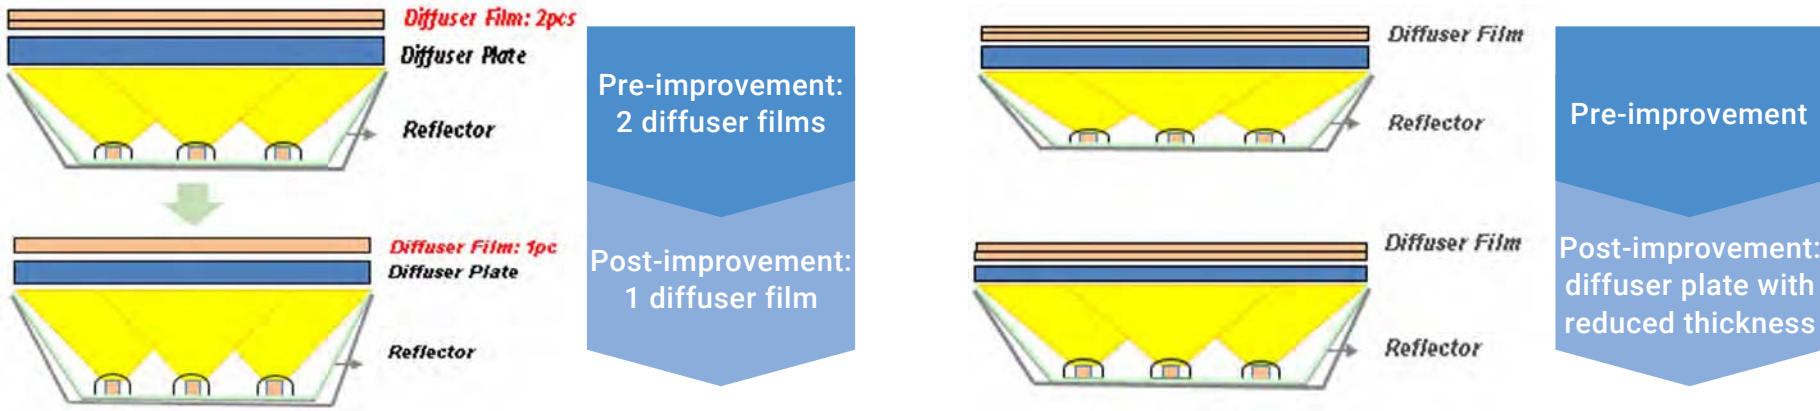 Diffuser Film: 2pcs
Diffuser Plate
Reflector
Pre-improvement:
2 diffuser films
Diffuser Film: 1pc
Diffuser Plate
Reflector
Post-improvement:
1 diffuser film
Diffuser Film
Reflector
Pre-improvement
Diffuser Film
Reflector
Post-improvement:
diffuser plate with
reduced thickness